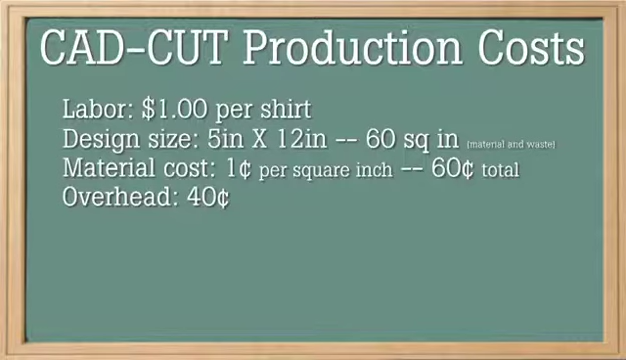 CAD-CUT Production Costs
Labor: $1.00 per shirt
Design size: 5in X 12in -- 60 sq in (material and waste)
Material cost: 1¢ per square inch -- 60¢ total
Overhead: 40¢